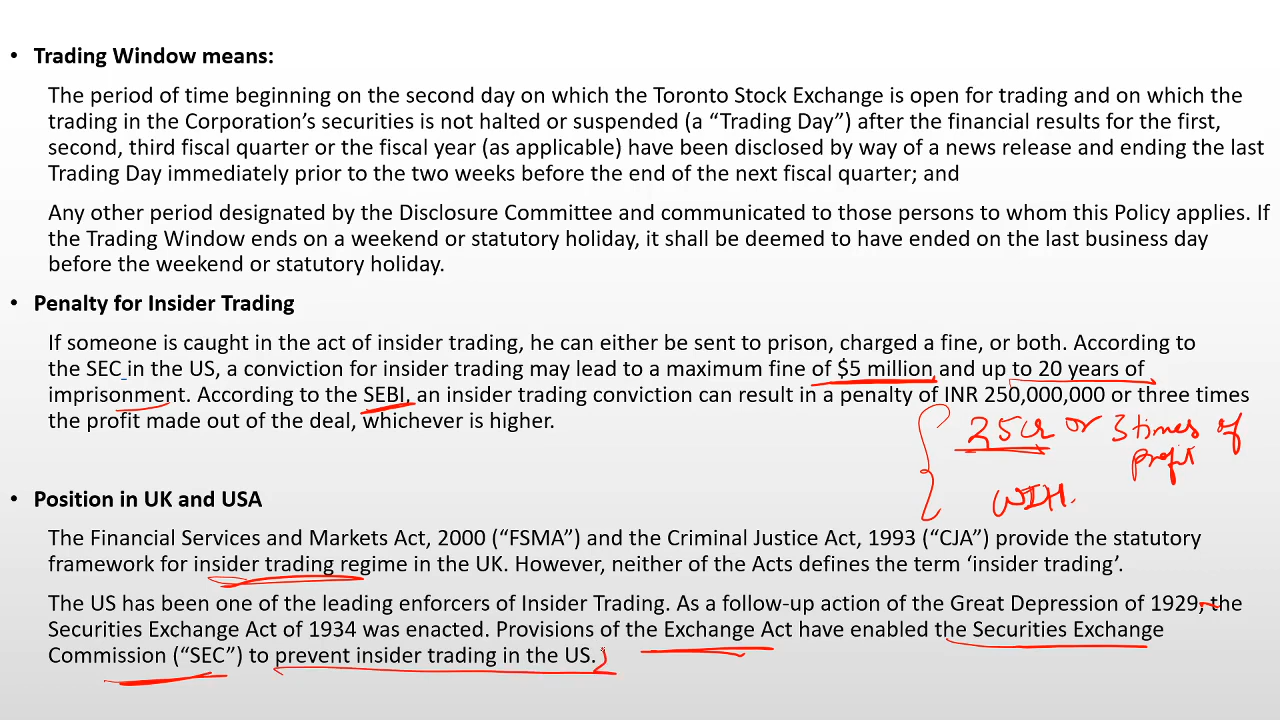 • Trading Window means:
The period of time beginning on the second day on which the Toronto Stock Exchange is open for trading and on which the
trading in the Corporation's securities is not halted or suspended (a “Trading Day”) after the financial results for the first,
second, third fiscal quarter or the fiscal year (as applicable) have been disclosed by way of a news release and ending the last
Trading Day immediately prior to the two weeks before the end of the next fiscal quarter; and
Any other period designated by the Disclosure Committee and communicated to those persons to whom this Policy applies. If
the Trading Window ends on a weekend or statutory holiday, it shall be deemed to have ended on the last business day
before the weekend or statutory holiday.
• Penalty for Insider Trading
If someone is caught in the act of insider trading, he can either be sent to prison, charged a fine, or both. According to
the SEC in the US, a conviction for insider trading may lead to a maximum fine of $5 million and up to 20 years of
imprisonment. According to the SEBI, an insider trading conviction can result in a penalty of INR 250,000,000 or three times
the profit made out of the deal, whichever is higher.
25 Cr or 3 times of
profit
WIH.
• Position in UK and USA
The Financial Services and Markets Act, 2000 (“FSMA”) and the Criminal Justice Act, 1993 (“CJA”) provide the statutory
framework for insider trading regime in the UK. However, neither of the Acts defines the term ‘insider trading’.
The US has been one of the leading enforcers of Insider Trading. As a follow-up action of the Great Depression of 1929, the
Securities Exchange Act of 1934 was enacted. Provisions of the Exchange Act have enabled the Securities Exchange
Commission (“SEC”) to prevent insider trading in the US.